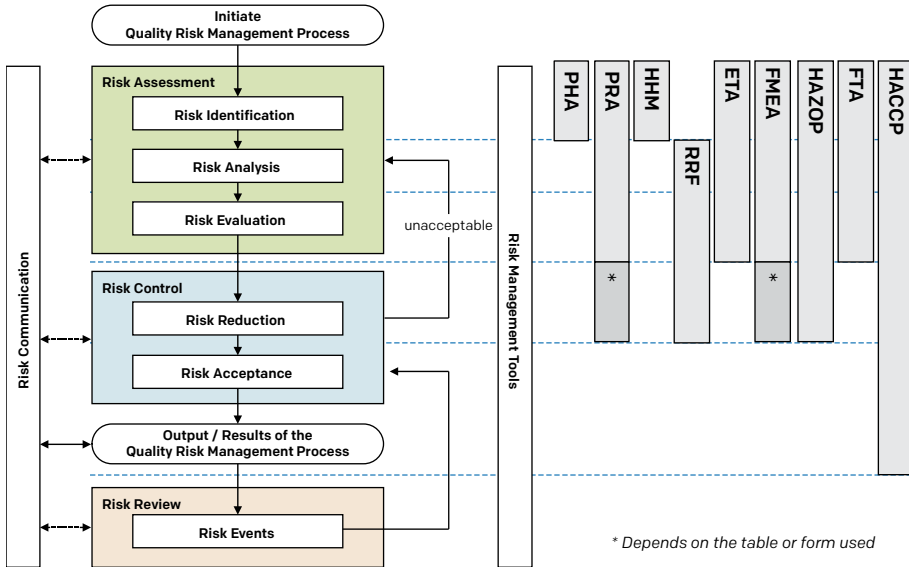 Initiate
Quality Risk Management Process
Risk Assessment
Risk Identification
Risk Analysis
Risk Evaluation
unacceptable
Risk Control
Risk Reduction
Risk Acceptance
Output / Results of the
Quality Risk Management Process
Risk Review
Risk Events
Risk Communication
Risk Management Tools
PHA
PRA
HHM
RRF
ETA
FMEA
HAZOP
FTA
HACCP
*
*
* Depends on the table or form used